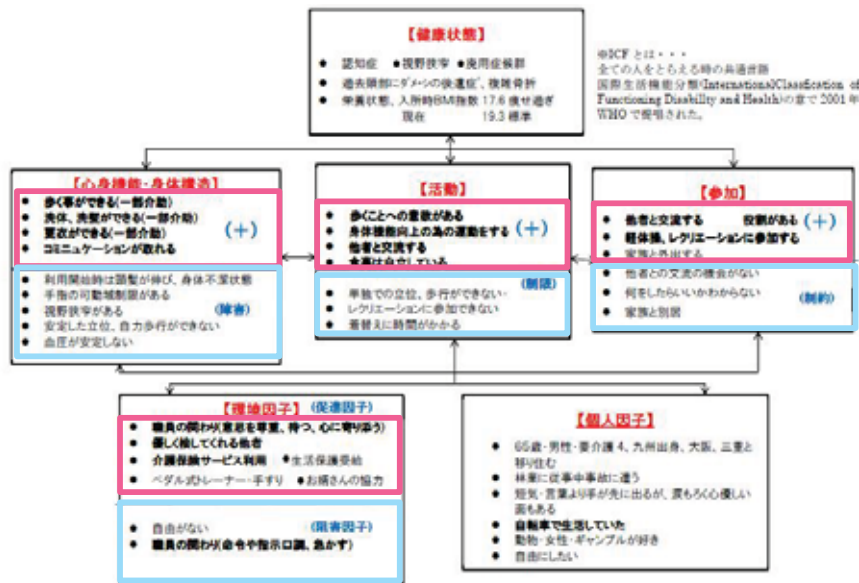 【健康状態】
● 認知症 ●視野狭窄 ●廃用症候群
● 過去頭部にダメージの後遺症、複雑骨折
● 栄養状態、入所時BMI指数 17.6 痩せ過ぎ
現在 19.3 標準
※ICF とは・・・
全ての人をとらえる時の共通言語
国際生活機能分類(InternationalClassfication of
Functioning Disability and Health)の意で 2001 年
WHO で提唱された。
【心身機能・身体構造】
● 歩く事ができる(一部介助)
● 洗体、洗髪ができる(一部介助)
● 更衣ができる(一部介助) (＋)
● コミニュケーションが取れる
● 利用開始時は頭髪が伸び、身体不潔状態
● 手指の可動域制限がある
● 視野狭窄がある (障害)
● 安定した立位、自力歩行ができない
● 血圧が安定しない
【活動】
● 歩くことへの意欲がある
● 身体機能向上の為の運動をする (＋)
● 他者と交流する
● 食事は自立している
(制限)
● 単独での立位、歩行ができない・
● レクリエーションに参加できない
● 着替えに時間がかかる
【参加】
● 他者と交流する 役割がある (＋)
● 軽体操、レクリエーションに参加する
● 家族と外出する
● 他者との交流の機会がない
● 何をしたらいいかわからない (制約)
● 家族と別居
【環境因子】 (促進因子)
● 職員の関わり(意思を尊重、待つ、心に寄り添う)
● 優しく接してくれる他者
● 介護保険サービス利用 ●生活保護受給
● ペダル式トレーナー・手すり ●お婿さんの協力
● 自由がない (阻害因子)
● 職員の関わり(命令や指示口調、急かす)
【個人因子】
● 65歳・男性・要介護 4、九州出身、大阪、三重と
移り住む
● 林業に従事中事故に遭う
● 短気・言葉より手が先に出るが、涙もろく心優しい
面もある
● 自転車で生活していた
● 動物・女性・ギャンブルが好き
● 自由にしたい